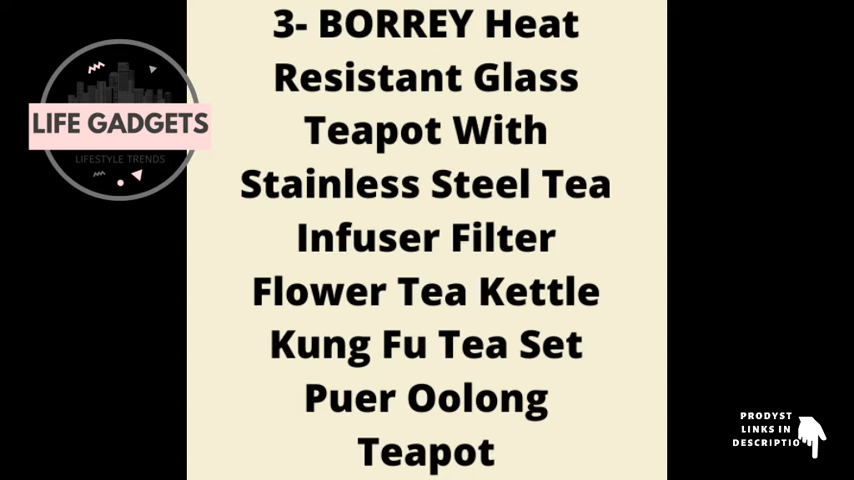 3- BORREY Heat
Resistant Glass
Teapot With
Stainless Steel Tea
Infuser Filter
Flower Tea Kettle
Kung Fu Tea Set
Puer Oolong
Teapot
LIFE GADGETS
LIFESTYLE TRENDS
PRODYST
LINKS IN
DESCRIPTIO